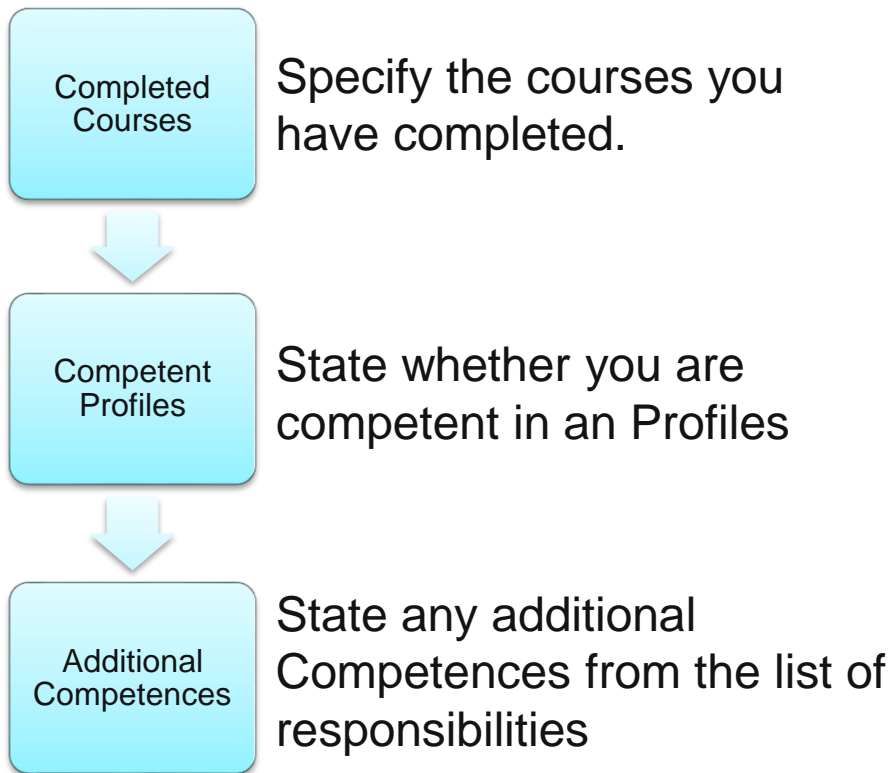 Completed
Courses
Specify the courses you
have completed.
Competent
Profiles
State whether you are
competent in an Profiles
Additional
Competences
State any additional
Competences from the list of
responsibilities